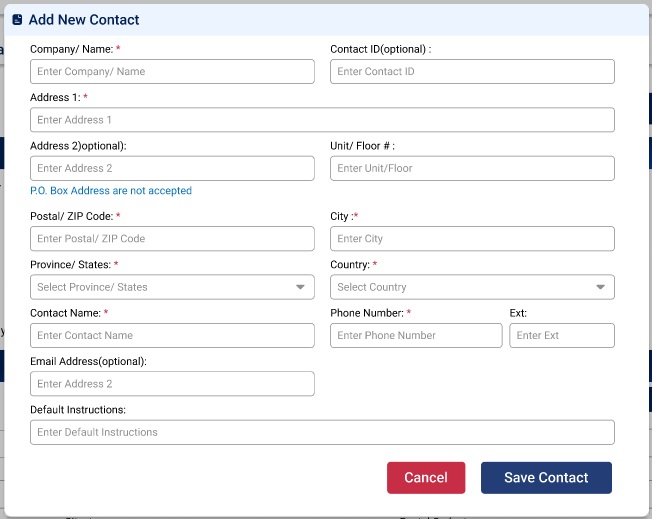 Add New Contact
Company/ Name: *
Contact ID(optional) :
Enter Company/ Name
Enter Contact ID
Address 1: *
Enter Address 1
Address 2)optional):
Unit/ Floor # :
Enter Address 2
Enter Unit/Floor
P.O. Box Address are not accepted
Postal/ ZIP Code: *
City :*
Enter Postal/ ZIP Code
Enter City
Province/ States: *
Country: *
Select Province/ States
Select Country
Contact Name: *
Phone Number: *
Ext:
Enter Contact Name
Enter Phone Number
Enter Ext
Email Address(optional):
Enter Address 2
Default Instructions:
Enter Default Instructions
Cancel
Save Contact